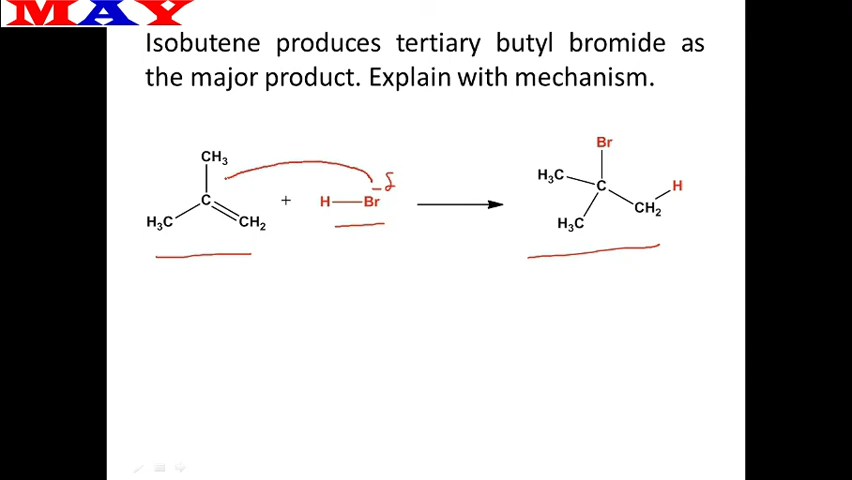 MAY
Isobutene produces tertiary butyl bromide as
the major product. Explain with mechanism.
CH₃
C
H₃C
CH₂
+
H—Br
-δ
Br
H₃C
C
H
CH₂
H₃C